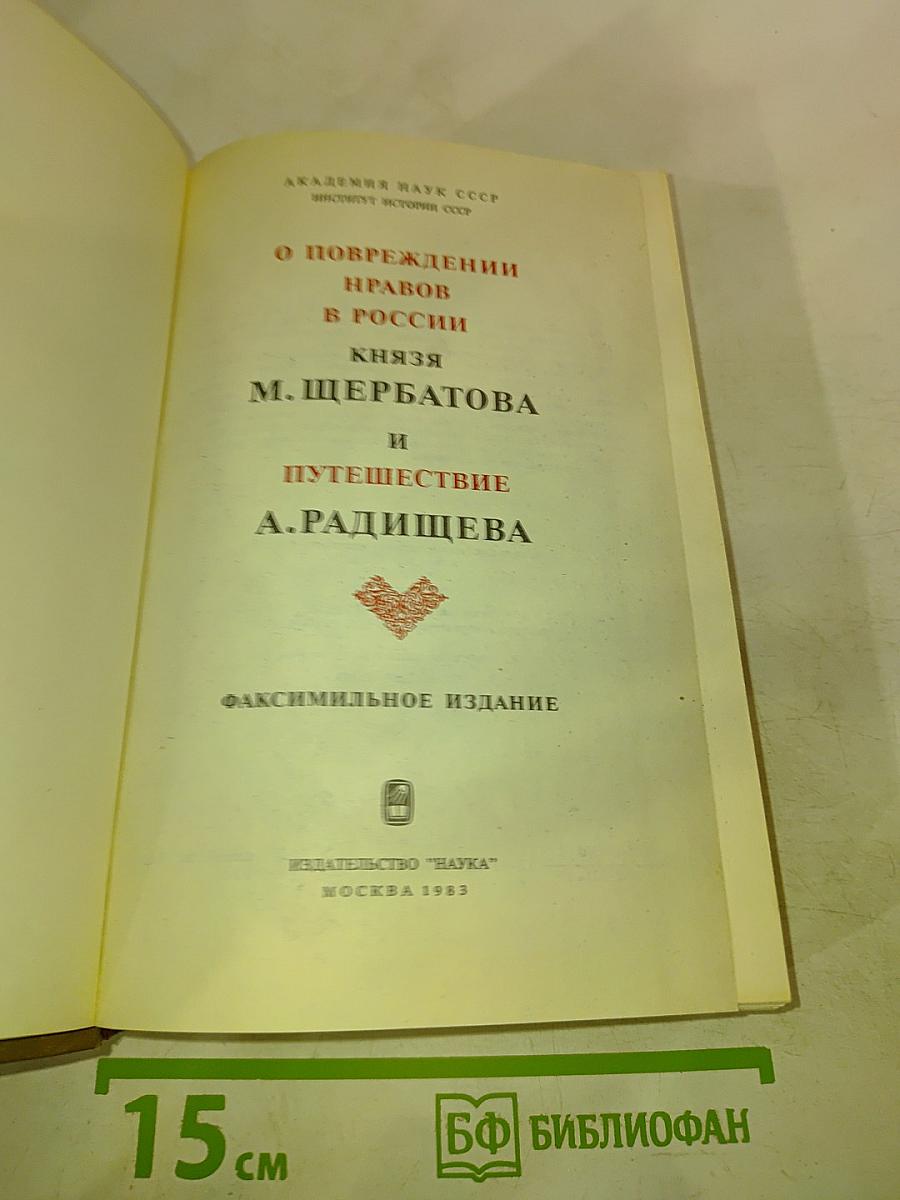 АКАДЕМИЯ НАУК СССР
ИНСТИТУТ ИСТОРИИ СССР
О ПОВРЕЖДЕНИИ
НРАВОВ
В РОССИИ
КНЯЗЯ
М. ЩЕРБАТОВА
И
ПУТЕШЕСТВИЕ
А. РАДИЩЕВА
ФАКСИМИЛЬНОЕ ИЗДАНИЕ
ИЗДАТЕЛЬСТВО "НАУКА"
МОСКВА 1983
15 см
БФ БИБЛИОФАН